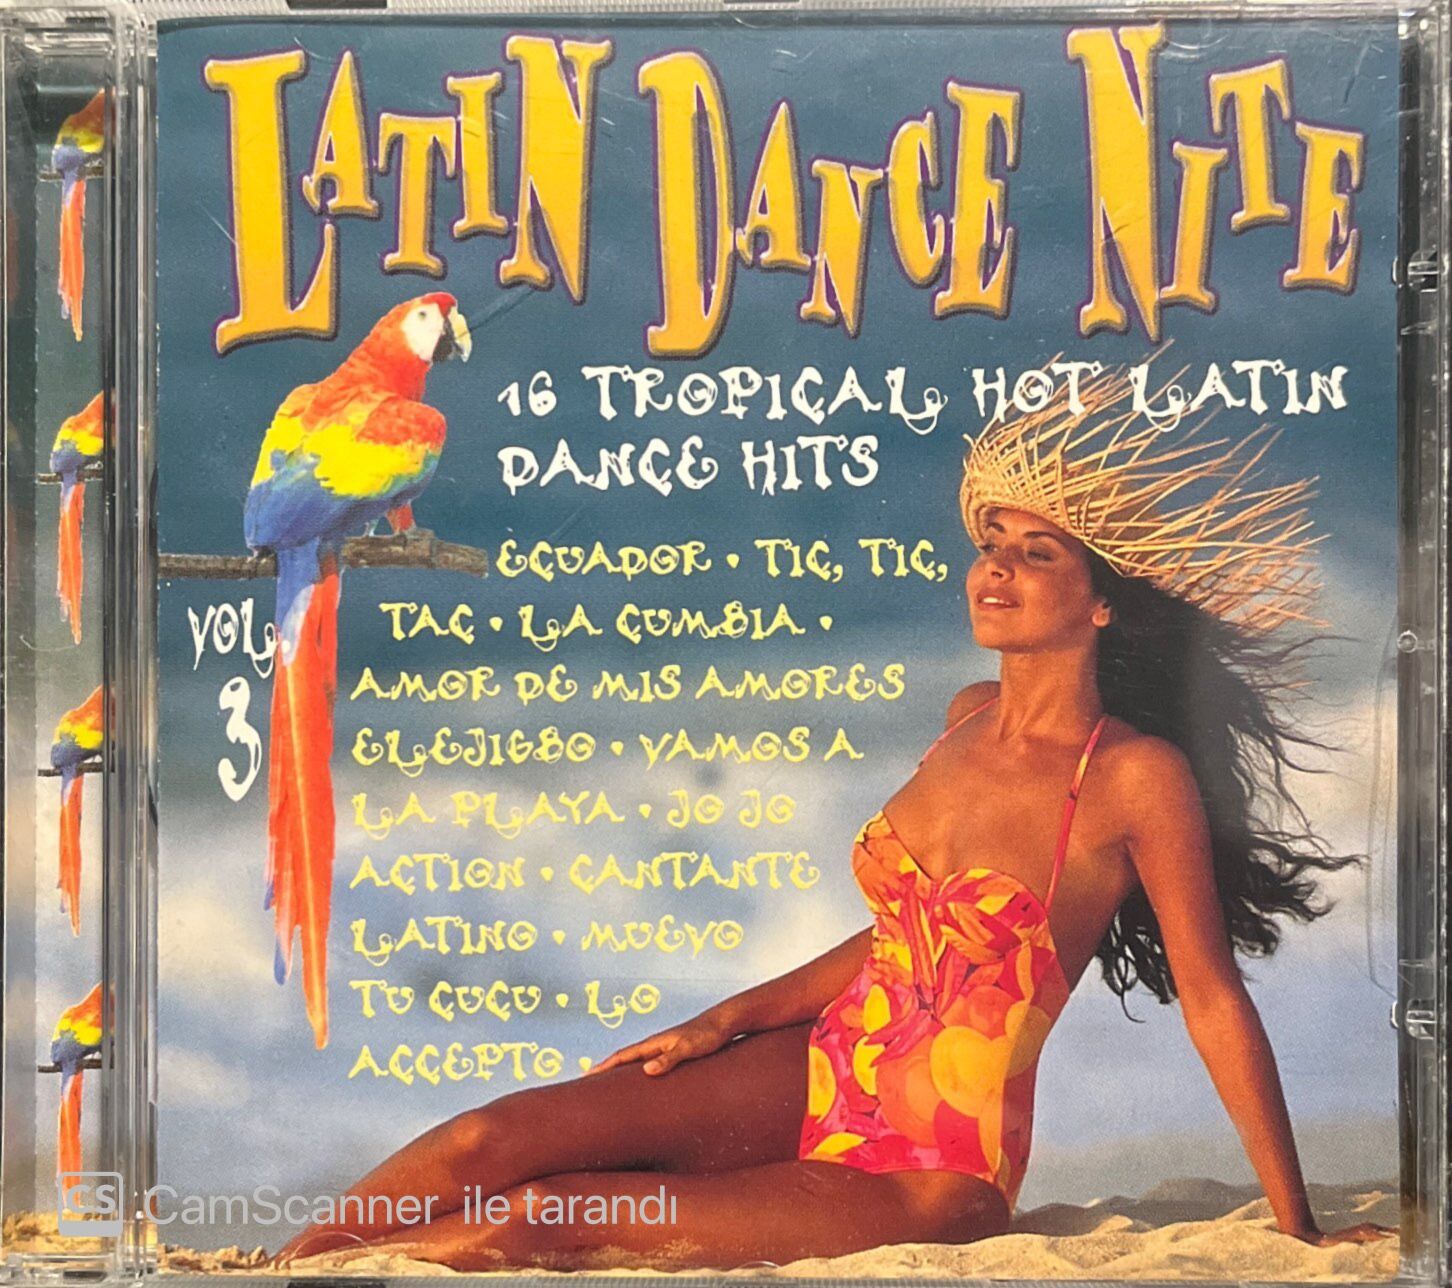 LATIN DANCE NITE
16 TROPICAL HOT LATIN
DANCE HITS
VOL.
3
ECUADOR • TIC, TIC,
TAC • LA CUMBIA •
AMOR DE MIS AMORES
ELEJIGBO • VAMOS A
LA PLAYA • JO JO
ACTION • CANTANTE
LATINO • MUEVO
TU CUCU • LO
ACCEPTO •
CS CamScanner ile tarandı